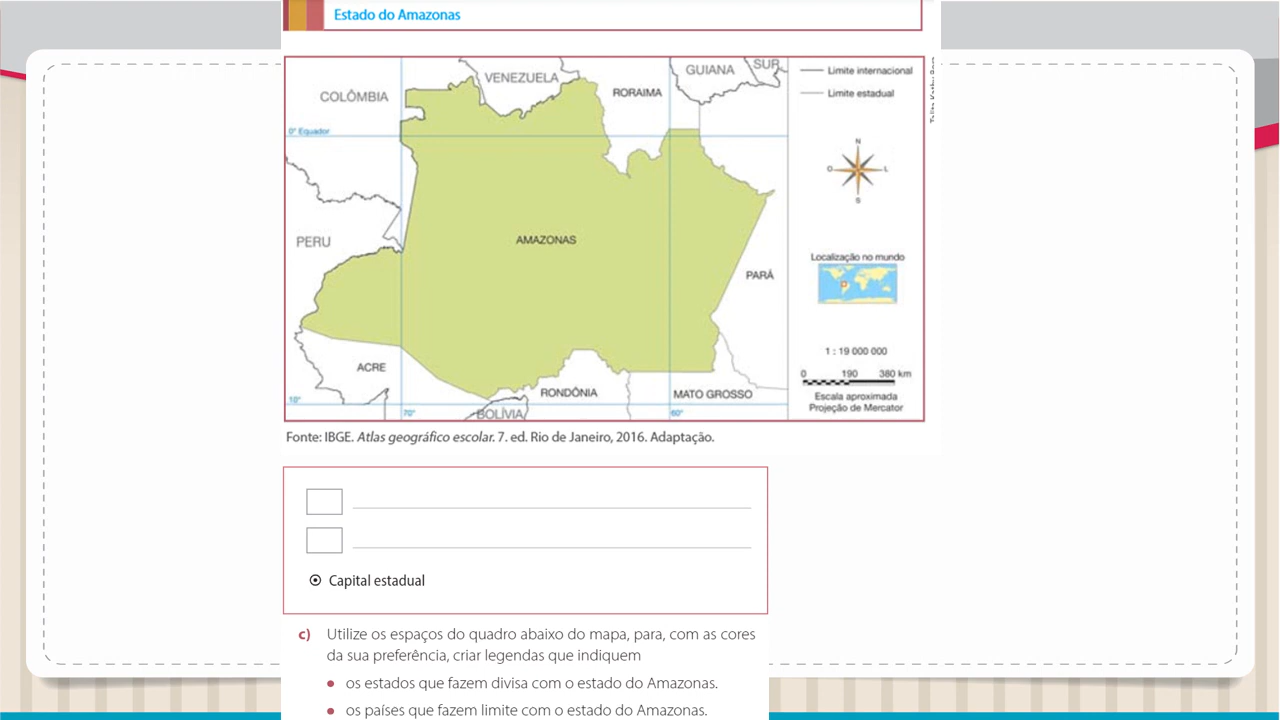 Estado do Amazonas
VENEZUELA
GUIANA
SUR.
Limite internacional
COLÔMBIA
RORAIMA
Limite estadual
0° Equador
N
O
L
S
PERU
AMAZONAS
Localização no mundo
PARÁ
1 : 19 000 000
ACRE
0 190 380 km
RONDÔNIA
MATO GROSSO
Escala aproximada
10°
70°
BOLÍVIA
60°
Projeção de Mercator
Fonte: IBGE. Atlas geográfico escolar. 7. ed. Rio de Janeiro, 2016. Adaptação.
Capital estadual
c) Utilize os espaços do quadro abaixo do mapa, para, com as cores
da sua preferência, criar legendas que indiquem
• os estados que fazem divisa com o estado do Amazonas.
• os países que fazem limite com o estado do Amazonas.